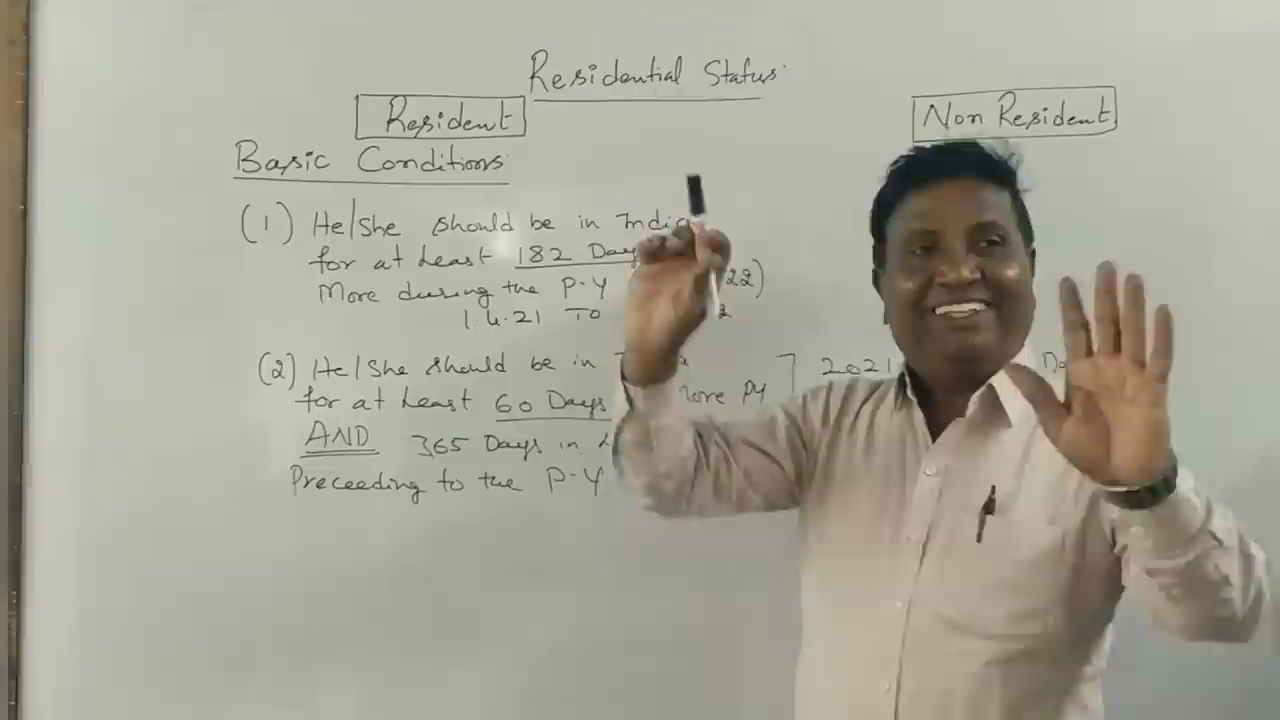 Residential Status
Resident
Non Resident
Basic Conditions
(1) He/She should be in India
for at Least 182 Days
More during the P-Y 22)
1.4.21 TO 2
(2) He/She should be in
for at Least 60 Days more PY ] 2021
AND 365 Days in
Preceeding to the P-Y